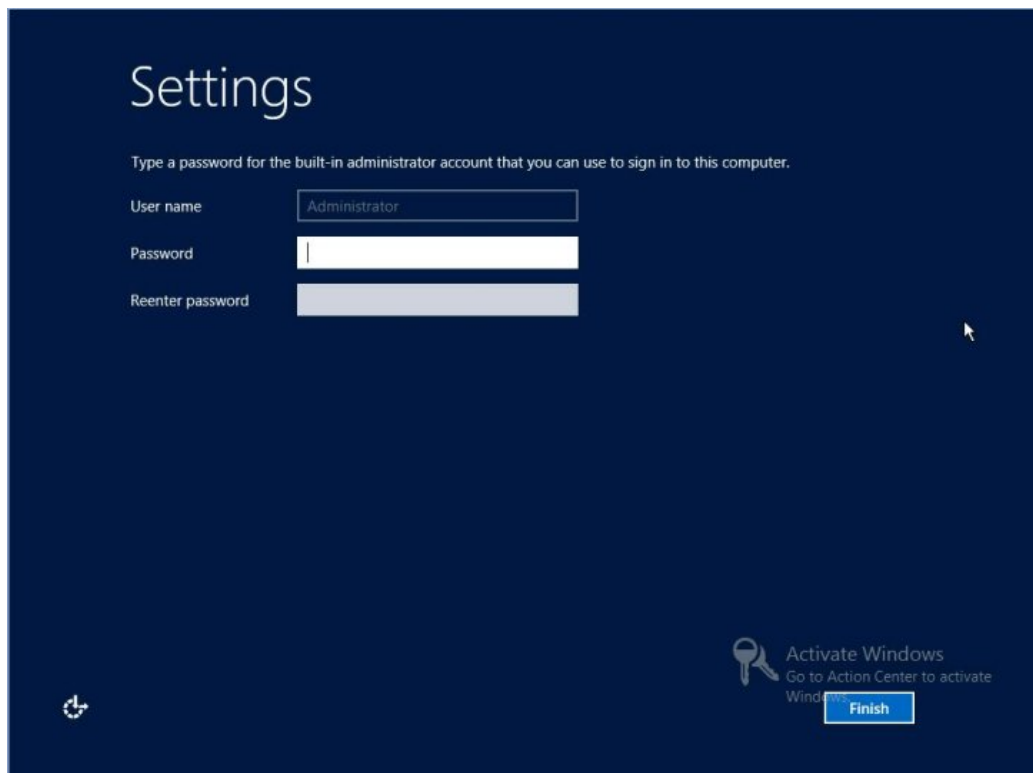 Settings
Type a password for the built-in administrator account that you can use to sign in to this computer.
User name
Administrator
Password
Reenter password
Activate Windows
Go to Action Center to activate
Windows.
Finish